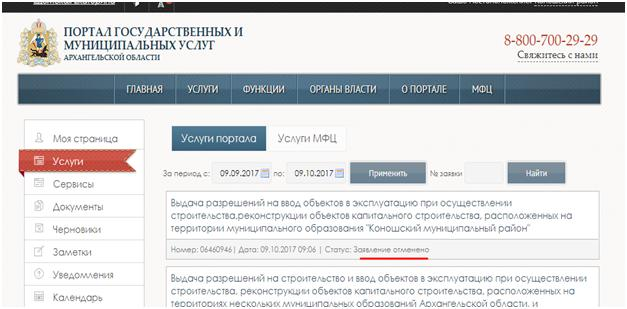 ПОРТАЛ ГОСУДАРСТВЕННЫХ И
МУНИЦИПАЛЬНЫХ УСЛУГ
АРХАНГЕЛЬСКОЙ ОБЛАСТИ
8-800-700-29-29
Свяжитесь с нами
ГЛАВНАЯ УСЛУГИ ФУНКЦИИ ОРГАНЫ ВЛАСТИ О ПОРТАЛЕ МФЦ
Моя страница
Услуги
Сервисы
Документы
Черновики
Заметки
Уведомления
Календарь
Услуги портала Услуги МФЦ
За период с: 09.09.2017 по: 09.10.2017 Применить № заявки Найти
Выдача разрешений на ввод объектов в эксплуатацию при осуществлении
строительства,реконструкции объектов капитального строительства, расположенных на
территории муниципального образования "Коношский муниципальный район"
Номер: 06460946 | Дата: 09.10.2017 09:06 | Статус: Заявление отменено
Выдача разрешений на строительство и ввод объектов в эксплуатацию при осуществлении
строительства, реконструкции объектов капитального строительства, расположенных на
территориях нескольких муниципальных образований Архангельской области, и